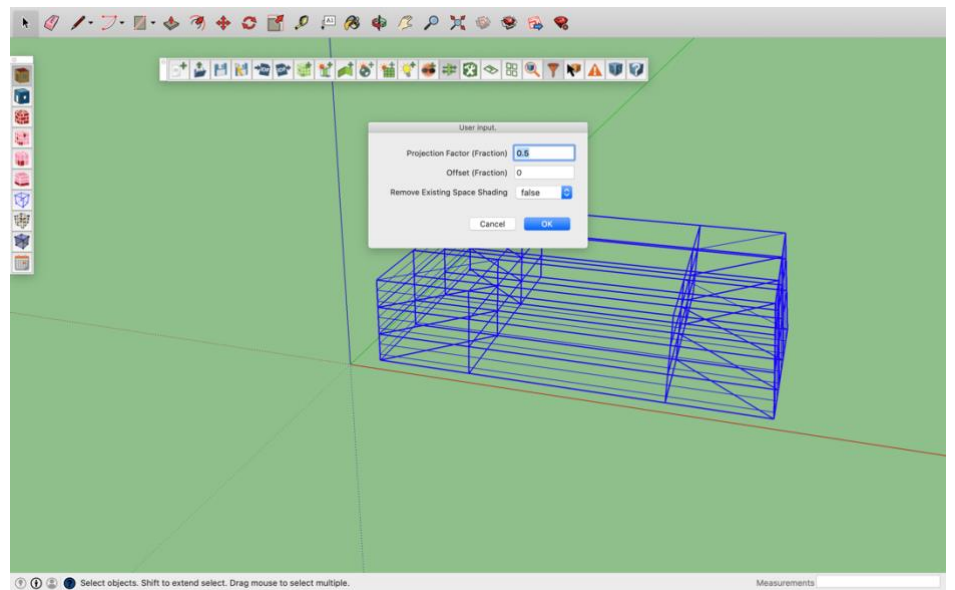 A1
User input.
Projection Factor (Fraction) 0.5
Offset (Fraction) 0
Remove Existing Space Shading false
Cancel OK
Select objects. Shift to extend select. Drag mouse to select multiple.
Measurements